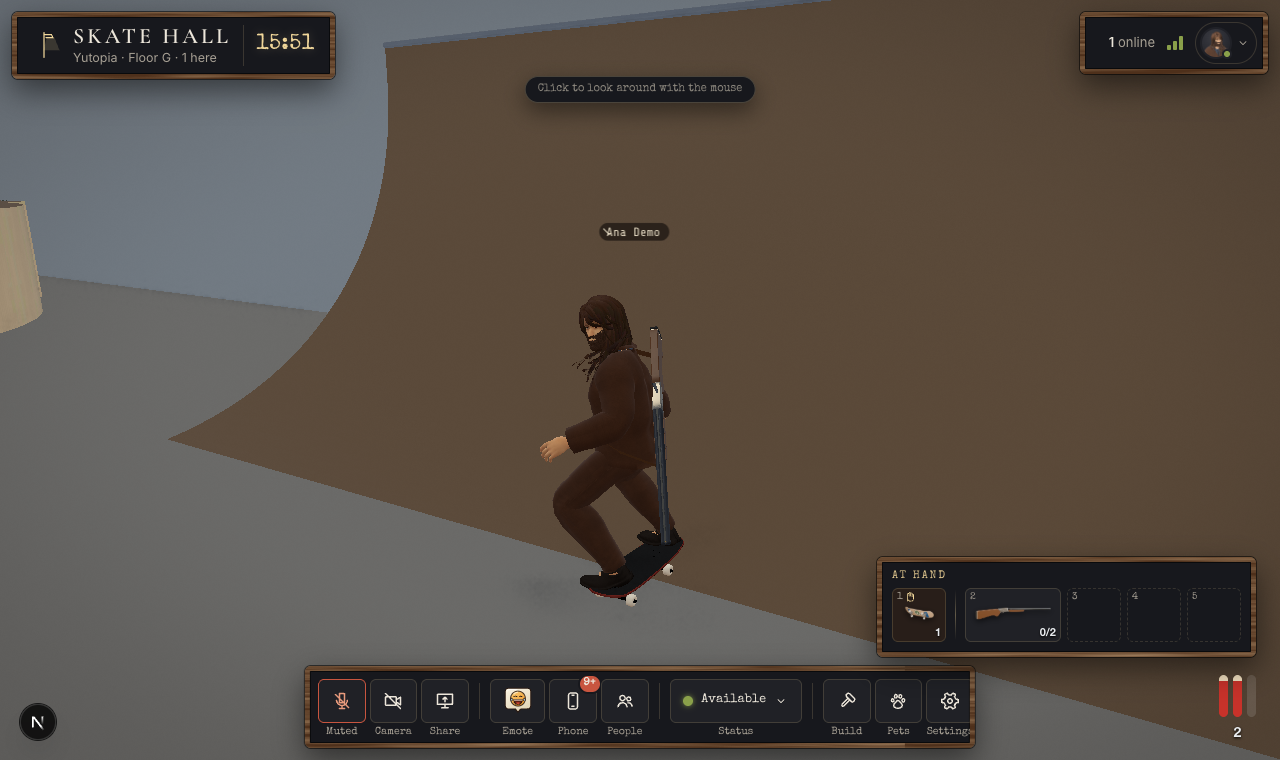 SKATE HALL
Yutopia · Floor G · 1 here
15:51
1 online
Click to look around with the mouse
Ana Demo
AT HAND
1
1
2
0/2
3
4
5
9+
Available
Muted
Camera
Share
Emote
Phone
People
Status
Build
Pets
Settings
N
2